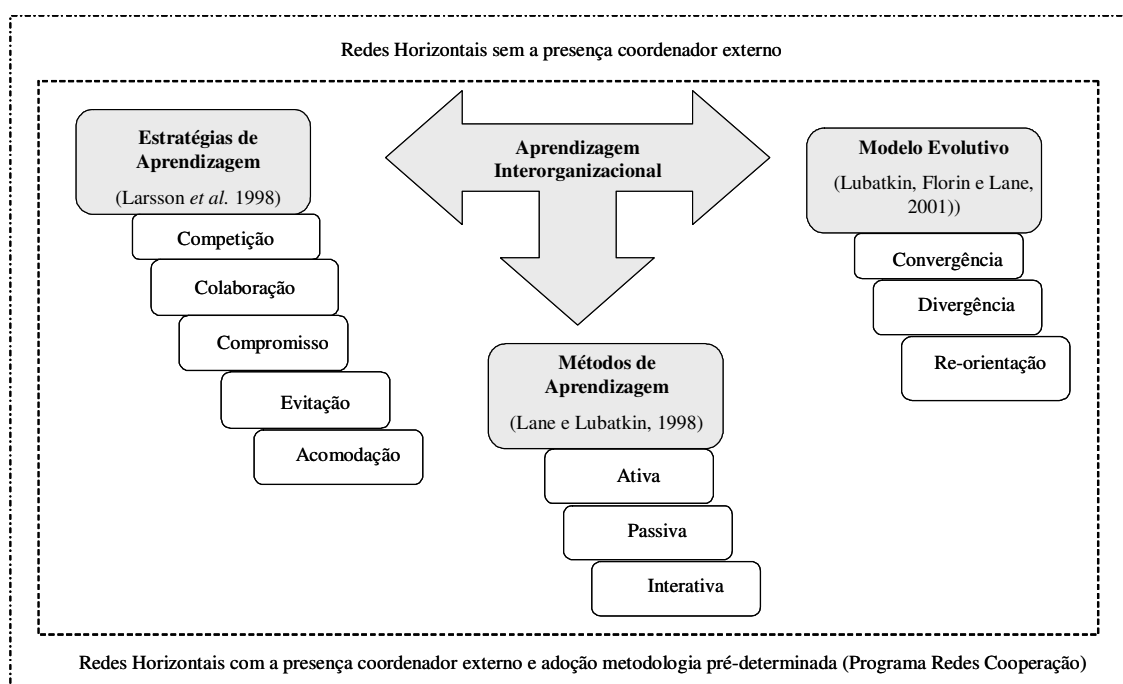 Redes Horizontais sem a presença coordenador externo
Estratégias de
Aprendizagem
(Larsson et al. 1998)
Competição
Colaboração
Compromisso
Evitação
Acomodação
Aprendizagem
Interorganizacional
Métodos de
Aprendizagem
(Lane e Lubatkin, 1998)
Ativa
Passiva
Interativa
Modelo Evolutivo
(Lubatkin, Florin e Lane,
2001))
Convergência
Divergência
Re-orientação
Redes Horizontais com a presença coordenador externo e adoção metodologia pré-determinada (Programa Redes Cooperação)